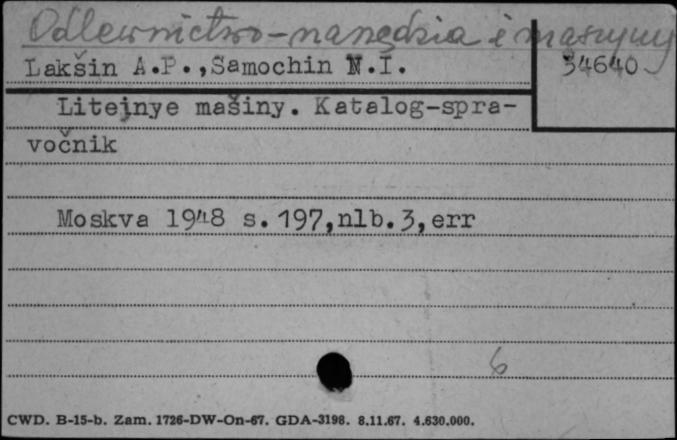 Odlewnictwo-narzędzia i maszyny
Lakšin A.P.,Samochin N.I.
34640
Litejnye mašiny. Katalog-spra-
vočnik
Moskva 1948 s.197,nlb.3,err
6
CWD. B-15-b. Zam. 1726-DW-On-67. GDA-3198. 8.11.67. 4.630.000.